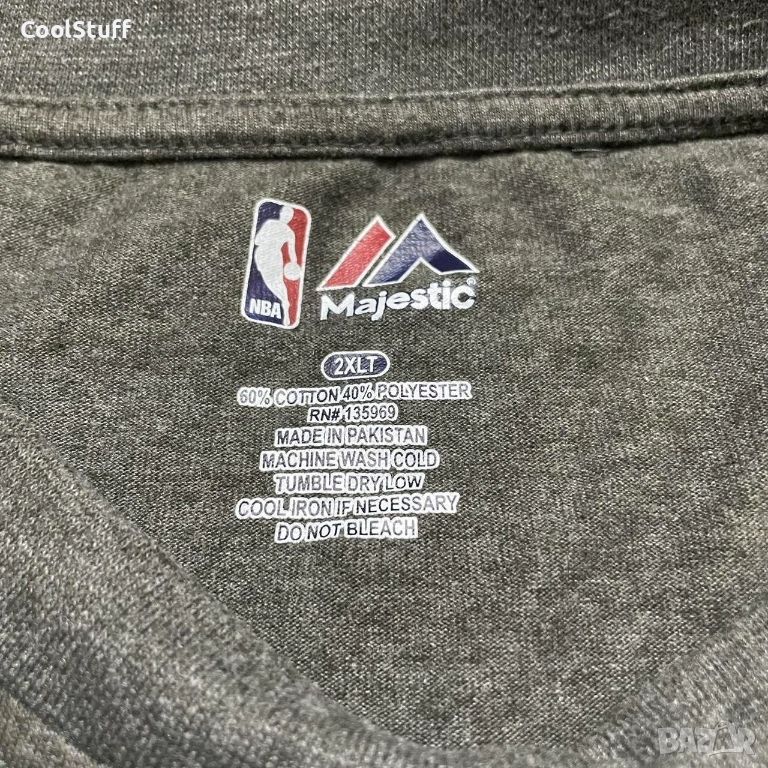 CoolStuff
NBA
Majestic®
2XLT
60% COTTON 40% POLYESTER
RN# 135969
MADE IN PAKISTAN
MACHINE WASH COLD
TUMBLE DRY LOW
COOL IRON IF NECESSARY
DO NOT BLEACH
BAZAR